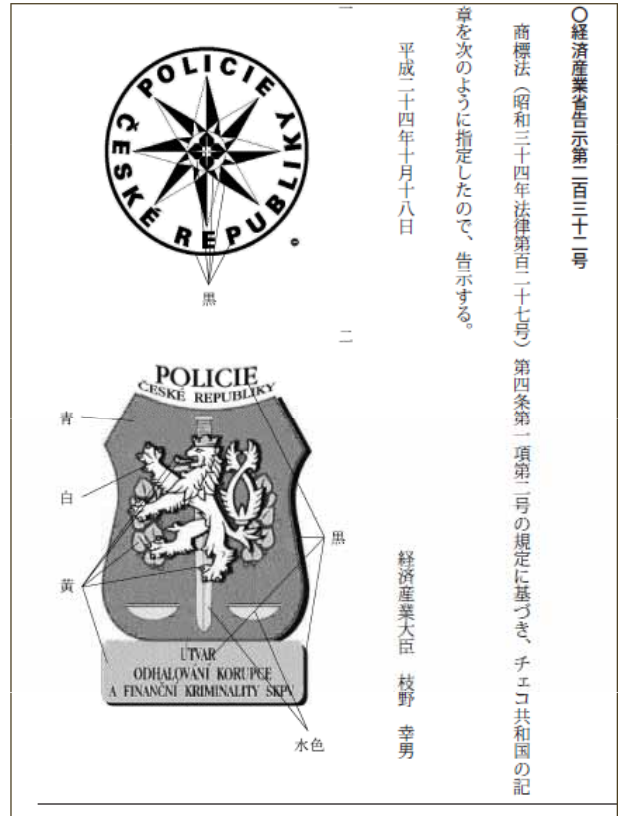 〇経済産業省告示第二百三十二号
商標法（昭和三十四年法律第百二十七号）第四条第一項第二号の規定に基づき、チェコ共和国の記
章を次のように指定したので、告示する。
平成二十四年十月十八日
経済産業大臣　枝野　幸男
一
POLICIE
ČESKÉ REPUBLIKY
黒
二
POLICIE
ČESKÉ REPUBLIKY
青
白
黄
黒
水色
UTVAR
ODHALOVÁNÍ KORUPCE
A FINANČNÍ KRIMINALITY SKPV